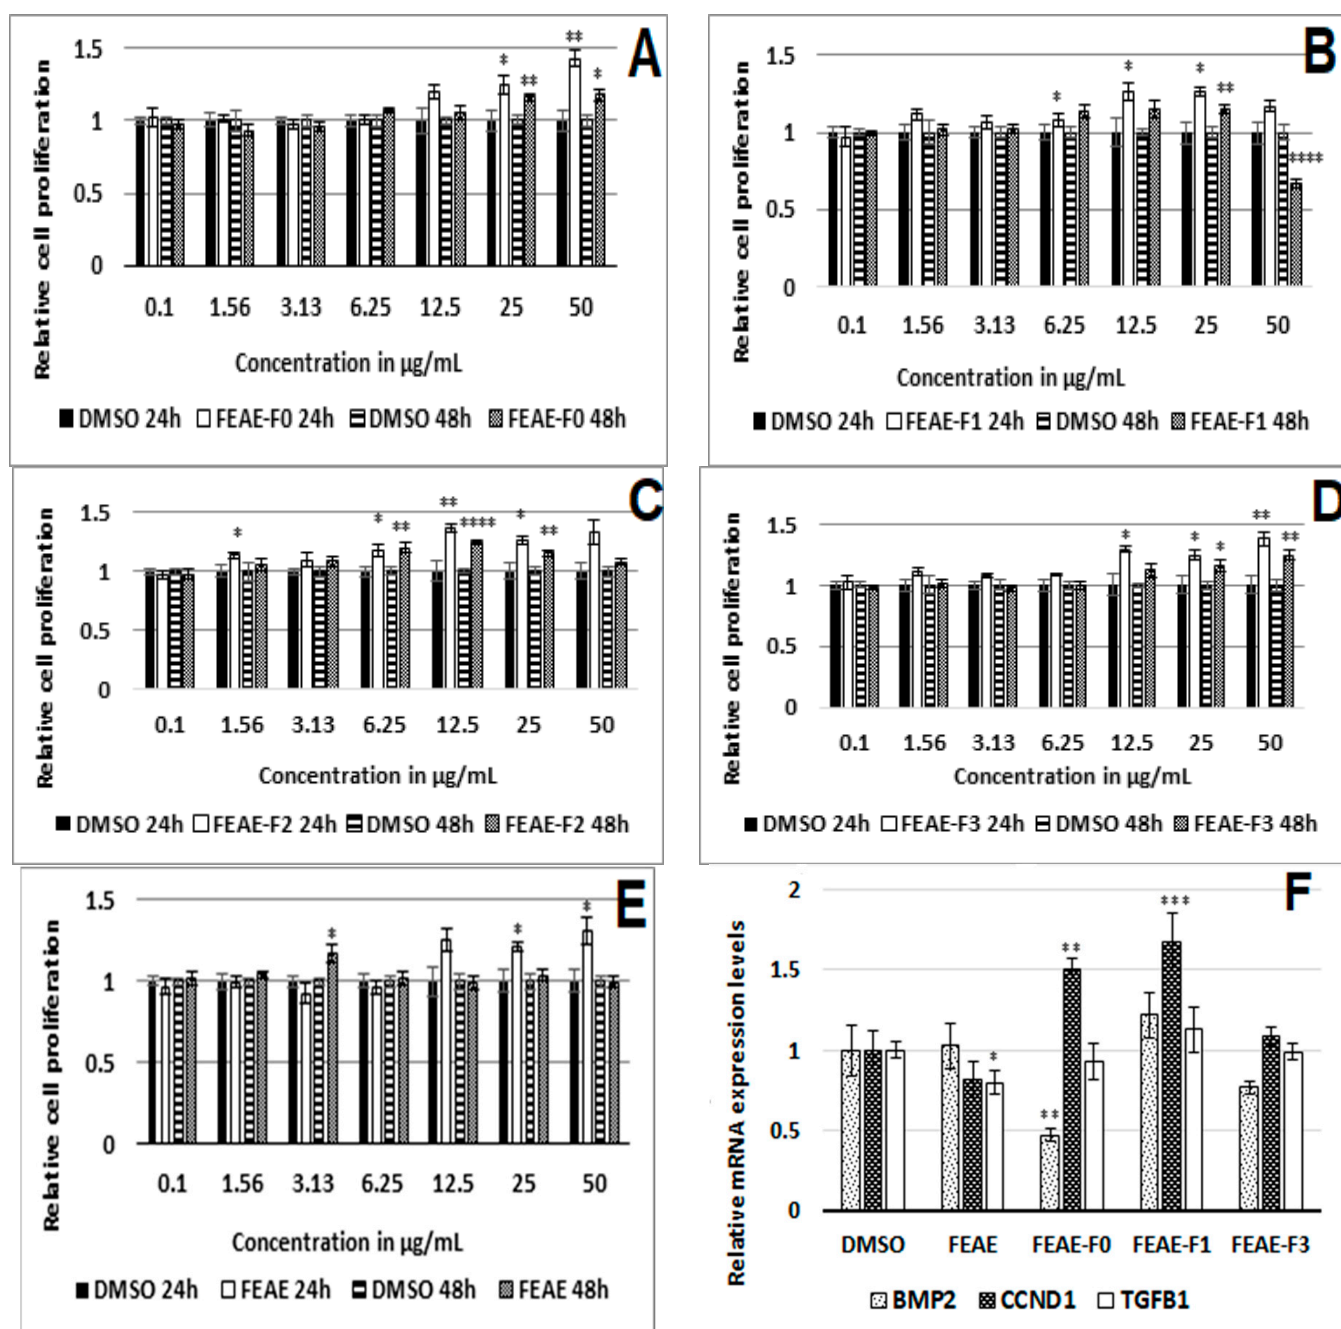 A
Relative cell proliferation
1.5
1
0.5
0
‡ ‡‡ ‡‡ ‡
0.1 1.56 3.13 6.25 12.5 25 50
Concentration in µg/mL
DMSO 24h FEAE-F0 24h DMSO 48h FEAE-F0 48h
B
Relative cell proliferation
1.5
1
0.5
0
‡ ‡ ‡ ‡‡ ‡‡‡‡
0.1 1.56 3.13 6.25 12.5 25 50
Concentration in µg/mL
DMSO 24h FEAE-F1 24h DMSO 48h FEAE-F1 48h
C
Relative cell proliferation
1.5
1
0.5
0
‡ ‡ ‡‡ ‡‡ ‡‡‡‡ ‡ ‡‡
0.1 1.56 3.13 6.25 12.5 25 50
Concentration in µg/mL
DMSO 24h FEAE-F2 24h DMSO 48h FEAE-F2 48h
D
Relative cell proliferation
1.5
1
0.5
0
‡ ‡ ‡ ‡‡ ‡‡
0.1 1.56 3.13 6.25 12.5 25 50
Concentration in µg/mL
DMSO 24h FEAE-F3 24h DMSO 48h FEAE-F3 48h
E
Relative cell proliferation
1.5
1
0.5
0
‡ ‡ ‡
0.1 1.56 3.13 6.25 12.5 25 50
Concentration in µg/mL
DMSO 24h FEAE 24h DMSO 48h FEAE 48h
F
Relative mRNA expression levels
2
1.5
1
0.5
0
‡ ‡‡ ‡‡ ‡‡‡
DMSO FEAE FEAE-F0 FEAE-F1 FEAE-F3
BMP2 CCND1 TGFB1